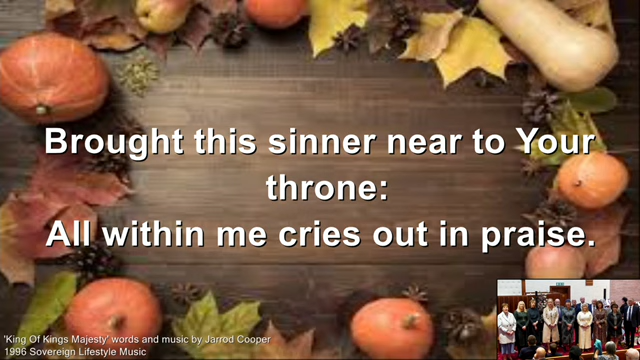 Brought this sinner near to Your
throne:
All within me cries out in praise.
'King Of Kings Majesty' words and music by Jarrod Cooper
1996 Sovereign Lifestyle Music